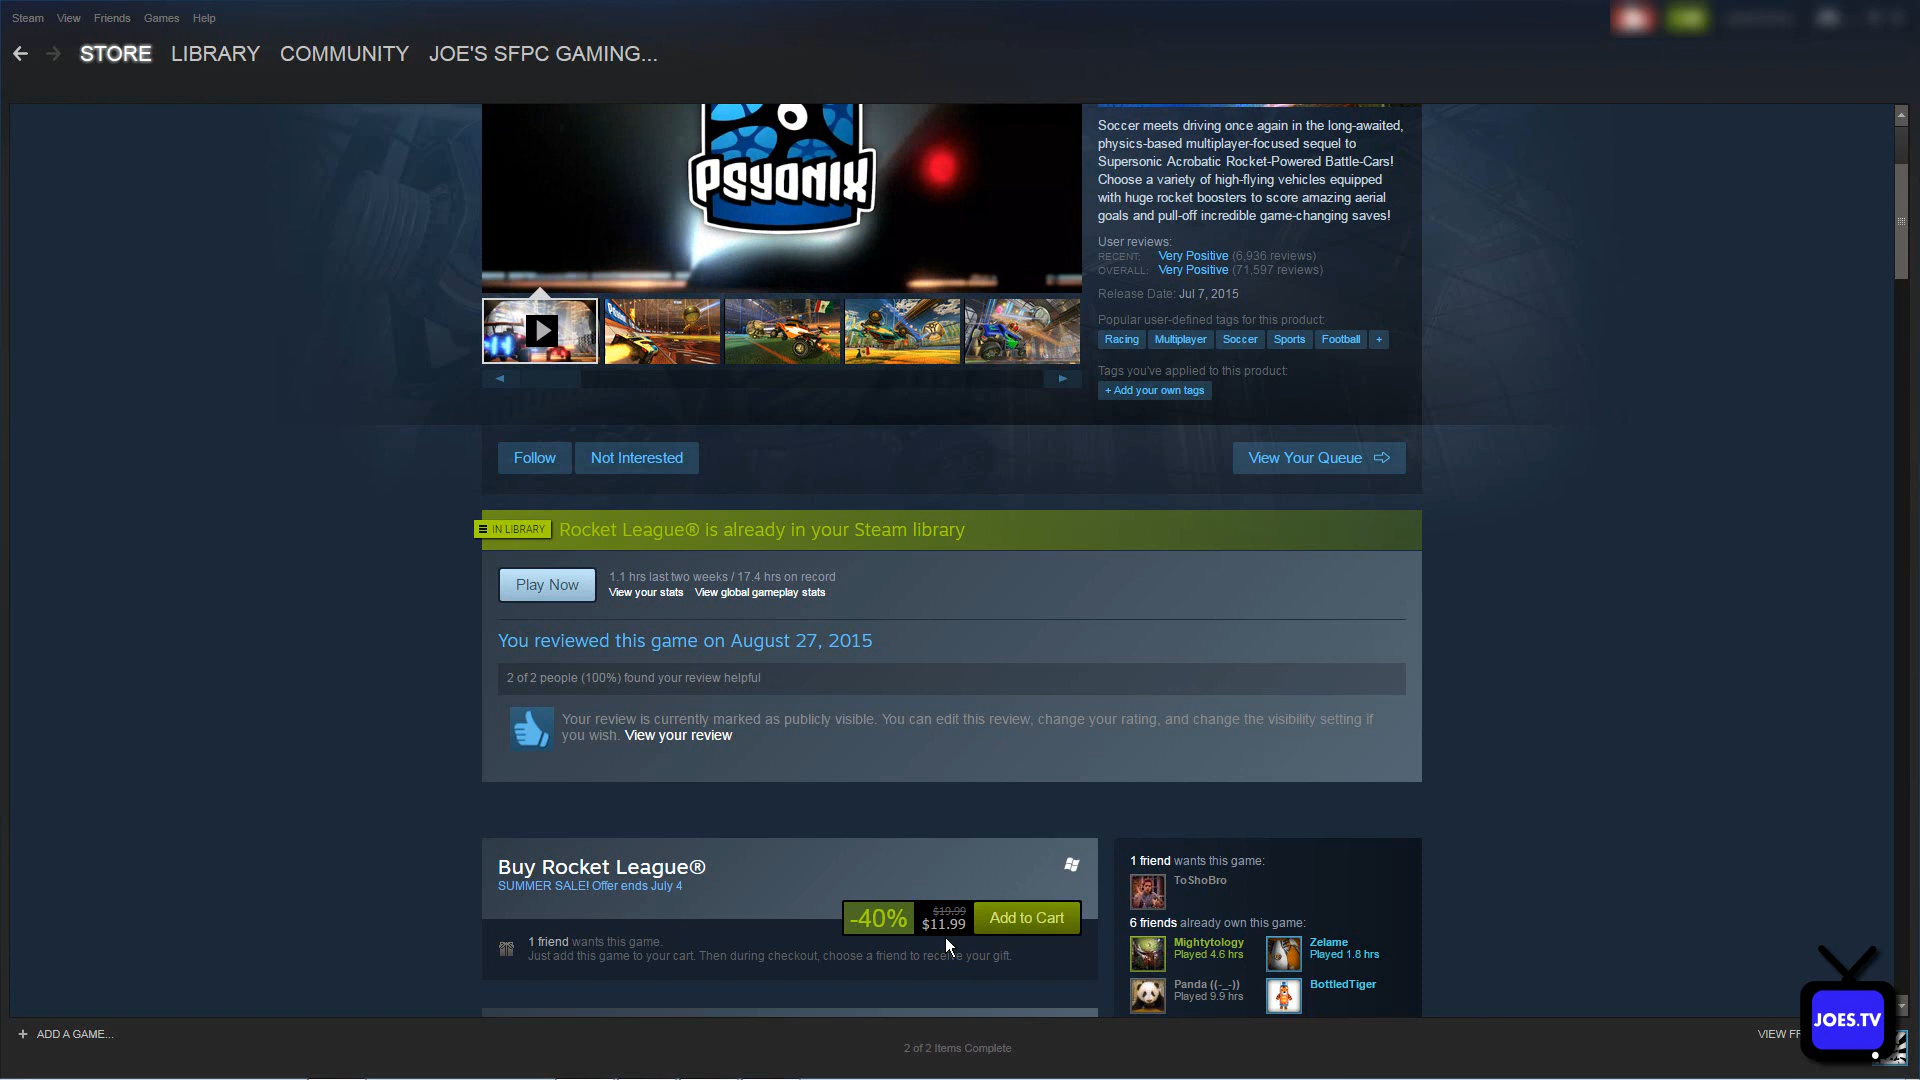 Steam View Friends Games Help
STORE LIBRARY COMMUNITY JOE'S SFPC GAMING...
PSYONIX
Soccer meets driving once again in the long-awaited,
physics-based multiplayer-focused sequel to
Supersonic Acrobatic Rocket-Powered Battle-Cars!
Choose a variety of high-flying vehicles equipped
with huge rocket boosters to score amazing aerial
goals and pull-off incredible game-changing saves!
User reviews:
RECENT: Very Positive (6,936 reviews)
OVERALL: Very Positive (71,597 reviews)
Release Date: Jul 7, 2015
Popular user-defined tags for this product:
Racing Multiplayer Soccer Sports Football +
Tags you've applied to this product:
+ Add your own tags
Follow Not Interested View Your Queue
IN LIBRARY Rocket League® is already in your Steam library
Play Now
1.1 hrs last two weeks / 17.4 hrs on record
View your stats View global gameplay stats
You reviewed this game on August 27, 2015
2 of 2 people (100%) found your review helpful
Your review is currently marked as publicly visible. You can edit this review, change your rating, and change the visibility setting if
you wish. View your review
Buy Rocket League®
SUMMER SALE! Offer ends July 4
-40% $19.99 $11.99 Add to Cart
1 friend wants this game.
Just add this game to your cart. Then during checkout, choose a friend to receive your gift.
1 friend wants this game:
ToShoBro
6 friends already own this game:
Mightytology
Played 4.6 hrs
Zelame
Played 1.8 hrs
Panda ((-_-))
Played 9.9 hrs
BottledTiger
+ ADD A GAME...
2 of 2 Items Complete
VIEW
JOES.TV